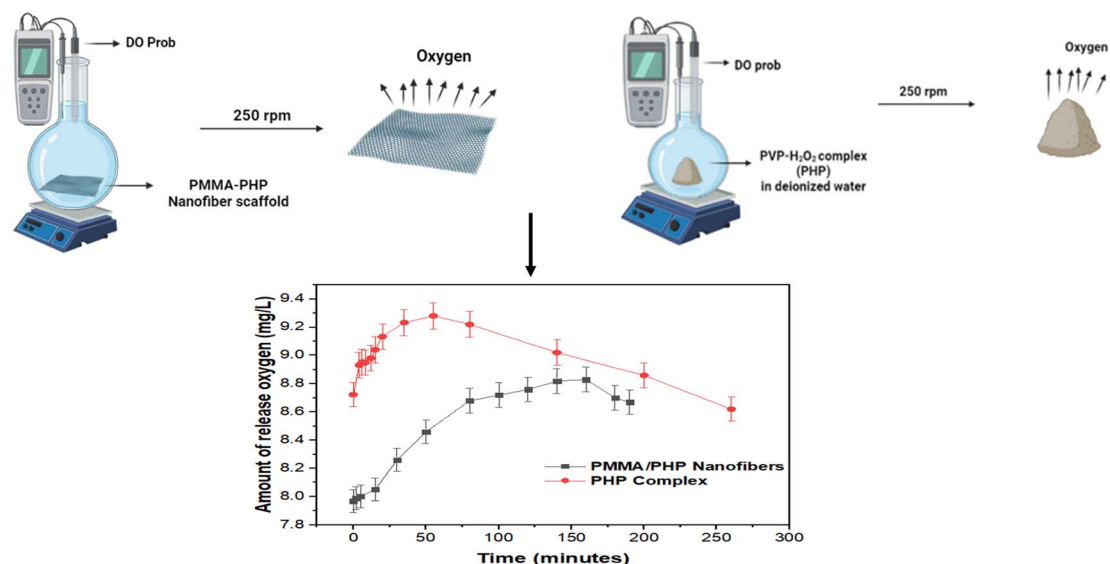 DO Prob
Oxygen
250 rpm
PMMA-PHP
Nanofiber scaffold
DO prob
Oxygen
250 rpm
PVP-H₂O₂ complex
(PHP)
in deionized water
Amount of release oxygen (mg/L)
9.4
9.2
9.0
8.8
8.6
8.4
8.2
8.0
7.8
PMMA/PHP Nanofibers
PHP Complex
0 50 100 150 200 250 300
Time (minutes)